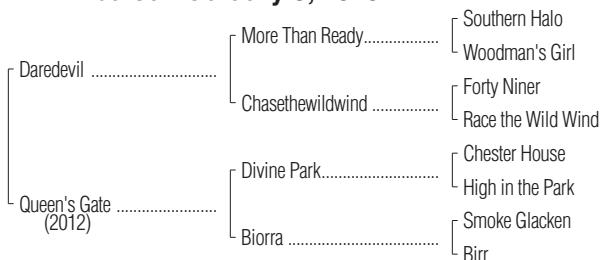 Southern Halo
More Than Ready
Woodman's Girl
Daredevil
Forty Niner
Chasethewildwind
Race the Wild Wind
Chester House
Divine Park
High in the Park
Queen's Gate
(2012)
Smoke Glacken
Biorra
Birr